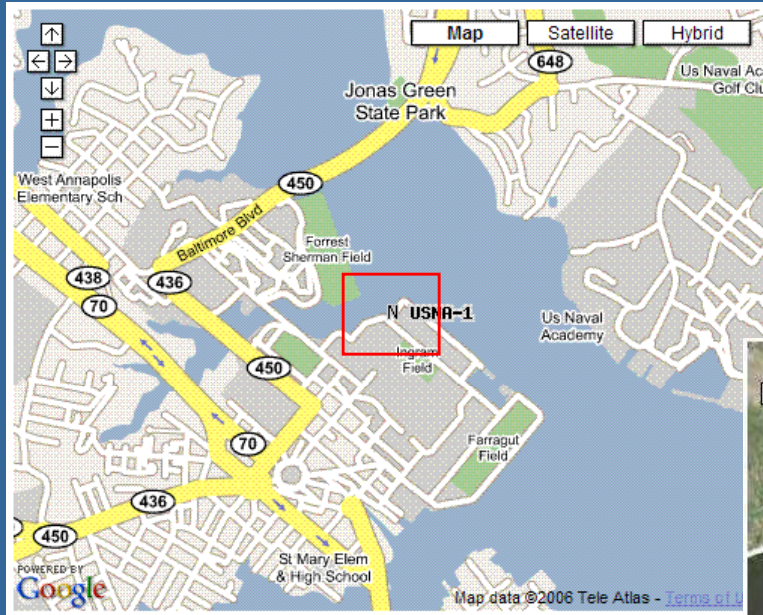 Map
Satellite
Hybrid
648
Us Naval Ac
Golf Clu
Jonas Green
State Park
West Annapolis
Elementary Sch
450
Baltimore Blvd
Forrest
Sherman Field
438
436
70
N USNA-1
Us Naval
Academy
Ingram
Field
450
70
Farragut
Field
436
450
St Mary Elem
& High School
POWERED BY
Google
Map data ©2006 Tele Atlas - Terms of U